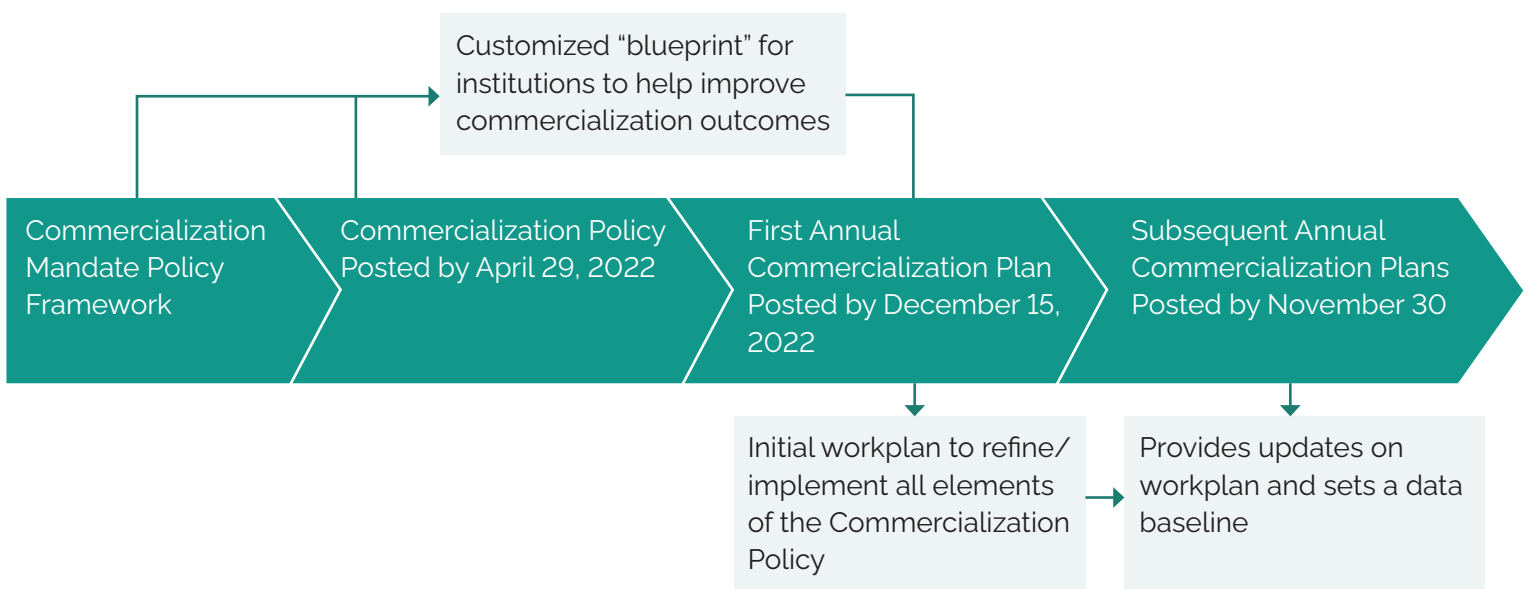 Customized “blueprint” for
institutions to help improve
commercialization outcomes
Commercialization
Mandate Policy
Framework
Commercialization Policy
Posted by April 29, 2022
First Annual
Commercialization Plan
Posted by December 15,
2022
Subsequent Annual
Commercialization Plans
Posted by November 30
Initial workplan to refine/
implement all elements
of the Commercialization
Policy
Provides updates on
workplan and sets a data
baseline